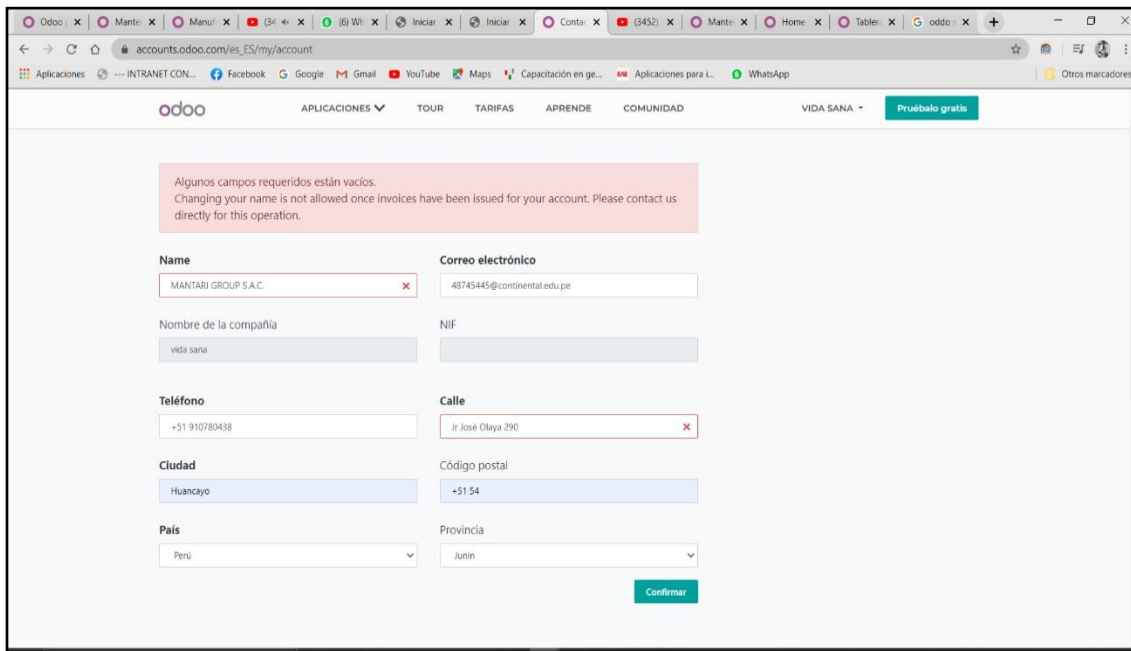 Odoo
Mante
Manuf
(34
(6) Wh
Iniciar
Iniciar
Contac
(3452)
Mante
Home
Tabler
oddo
accounts.odoo.com/es_ES/my/account
Aplicaciones
--- INTRANET CON...
Facebook
Google
Gmail
YouTube
Maps
Capacitación en ge...
Aplicaciones para i...
WhatsApp
Otros marcadores
odoo
APLICACIONES
TOUR
TARIFAS
APRENDE
COMUNIDAD
VIDA SANA
Pruébalo gratis
Algunos campos requeridos están vacíos.
Changing your name is not allowed once invoices have been issued for your account. Please contact us
directly for this operation.
Name
Correo electrónico
MANTARI GROUP S.A.C.
48745445@continental.edu.pe
Nombre de la compañía
NIF
vida sana
Teléfono
Calle
+51 910780438
Jr José Olaya 290
Ciudad
Código postal
Huancayo
+51 54
País
Provincia
Perú
Junin
Confirmar